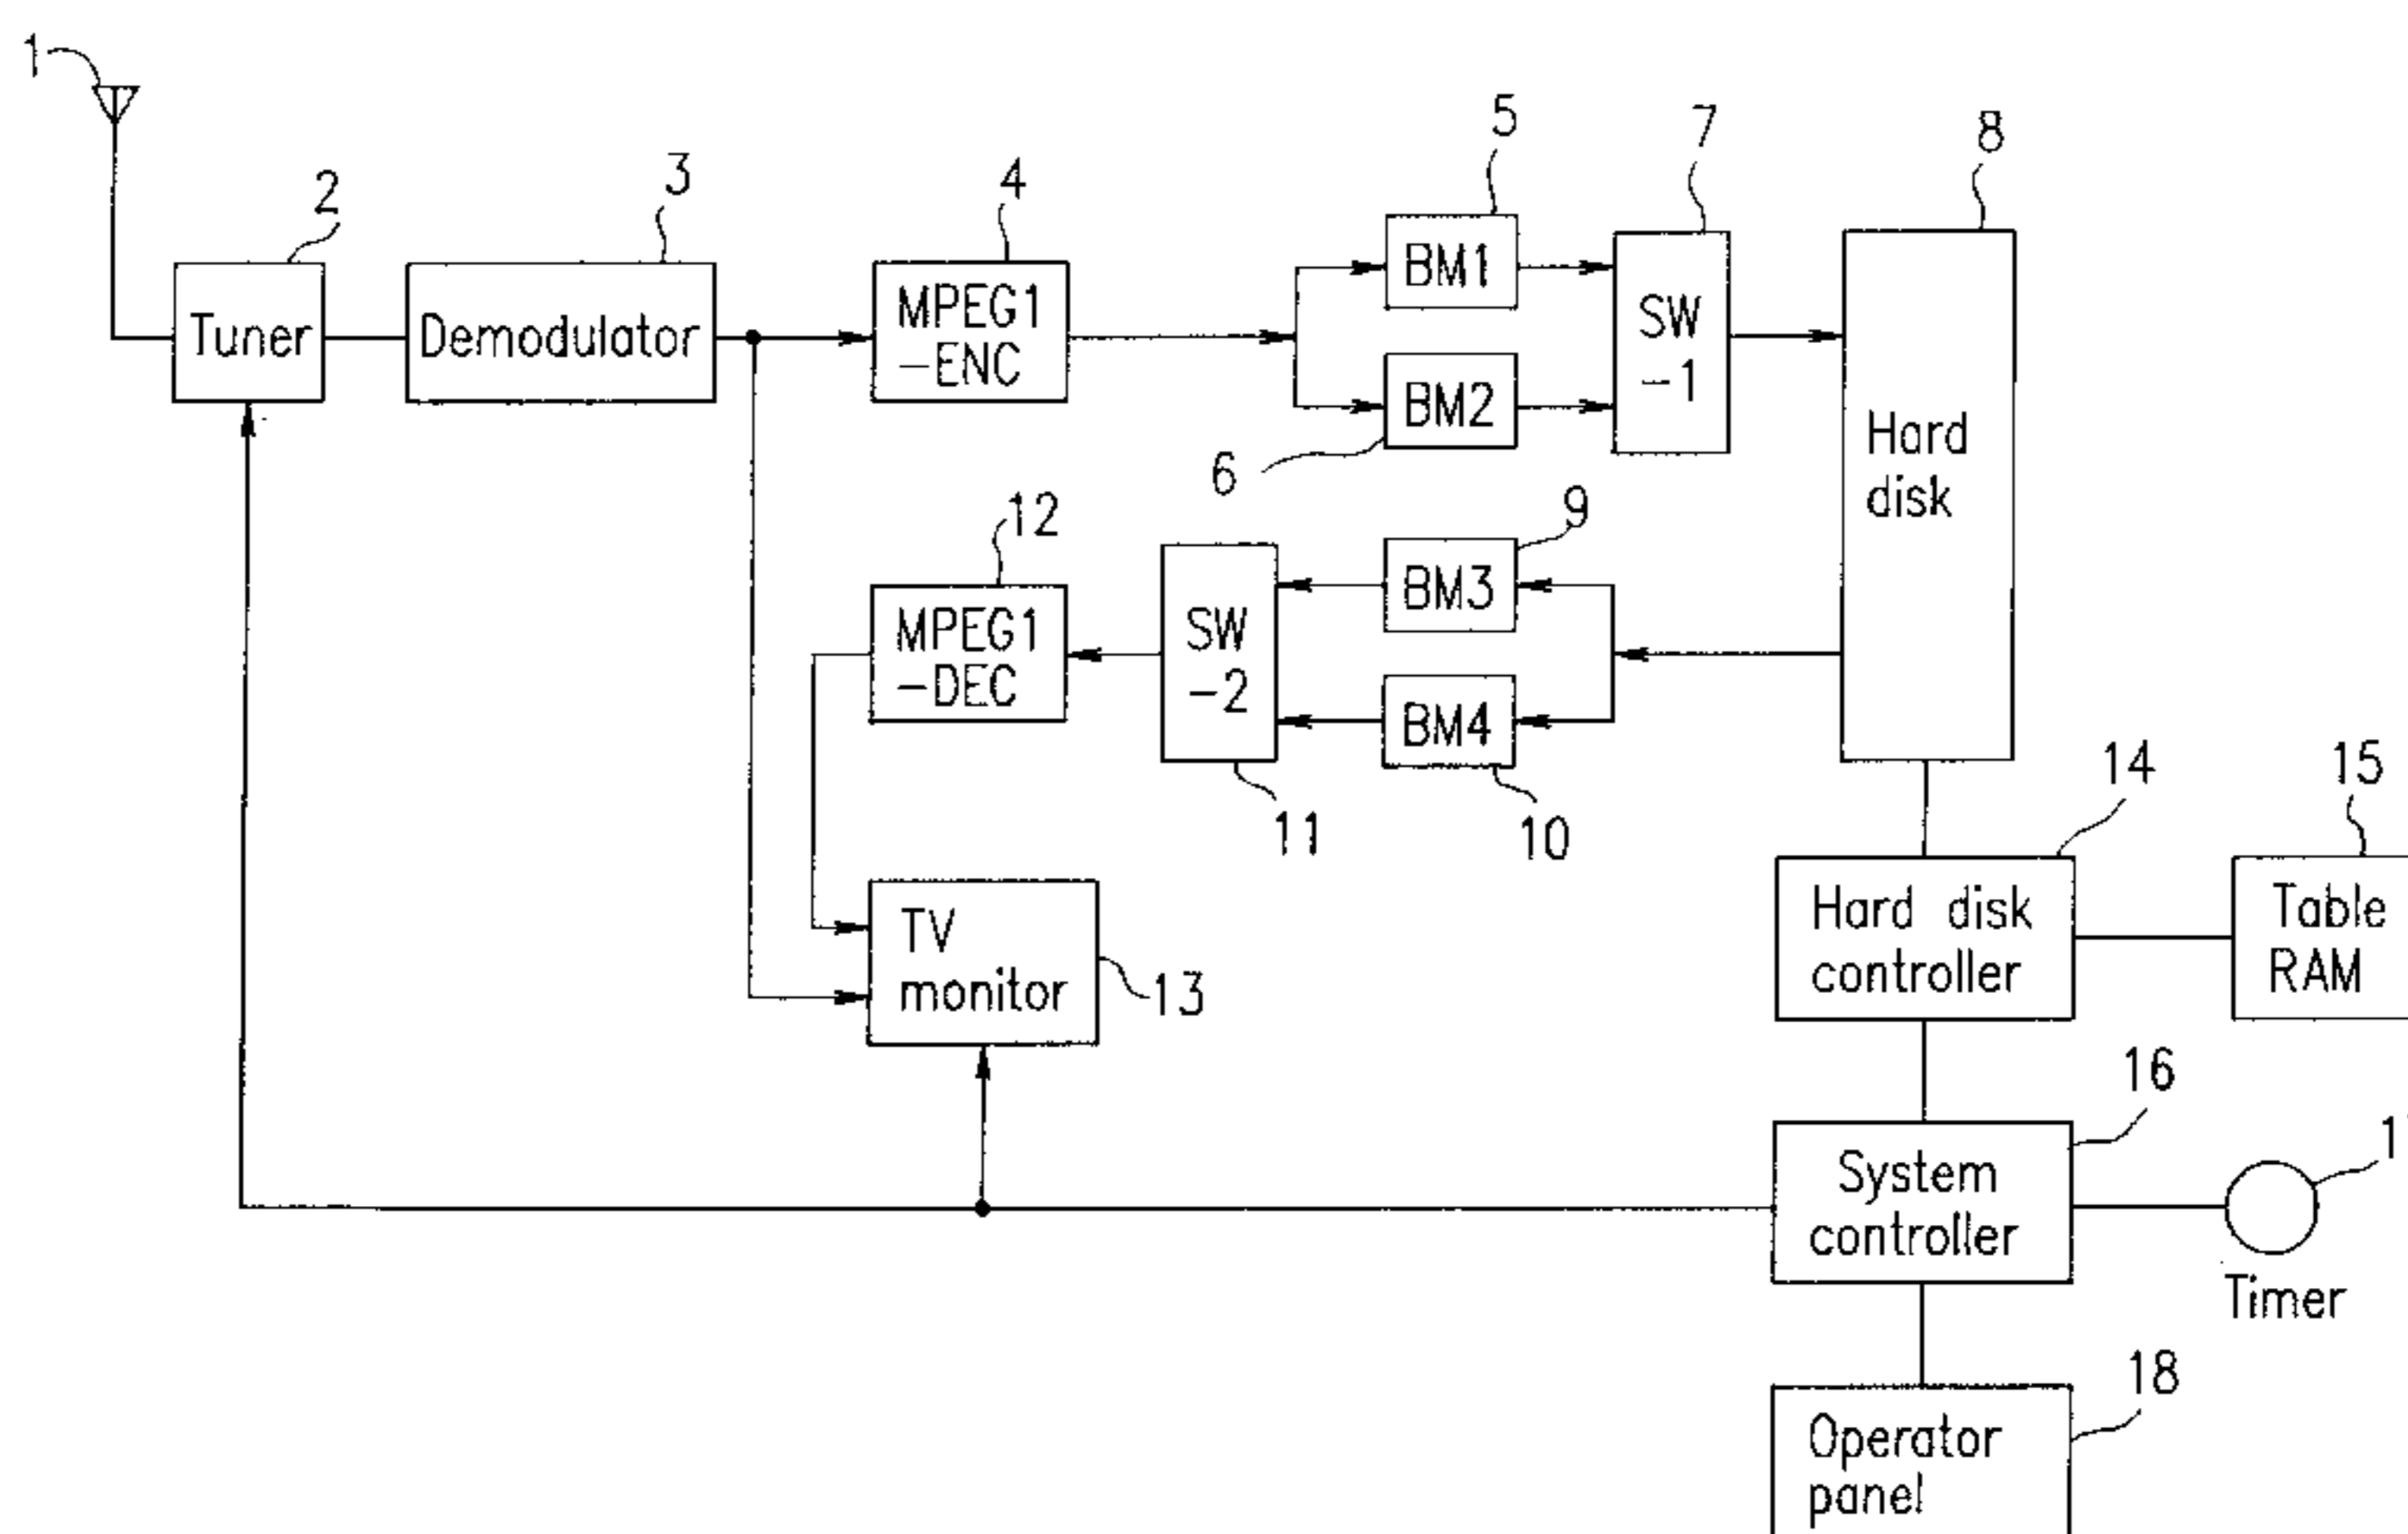 1
2
3
4
5
7
8
Tuner
Demodulator
MPEG1
-ENC
BM1
BM2
SW
-1
Hard
disk
6
12
9
MPEG1
-DEC
SW
-2
BM3
BM4
11
10
14
15
TV
monitor
13
Hard disk
controller
Table
RAM
16
System
controller
Timer
18
Operator
panel